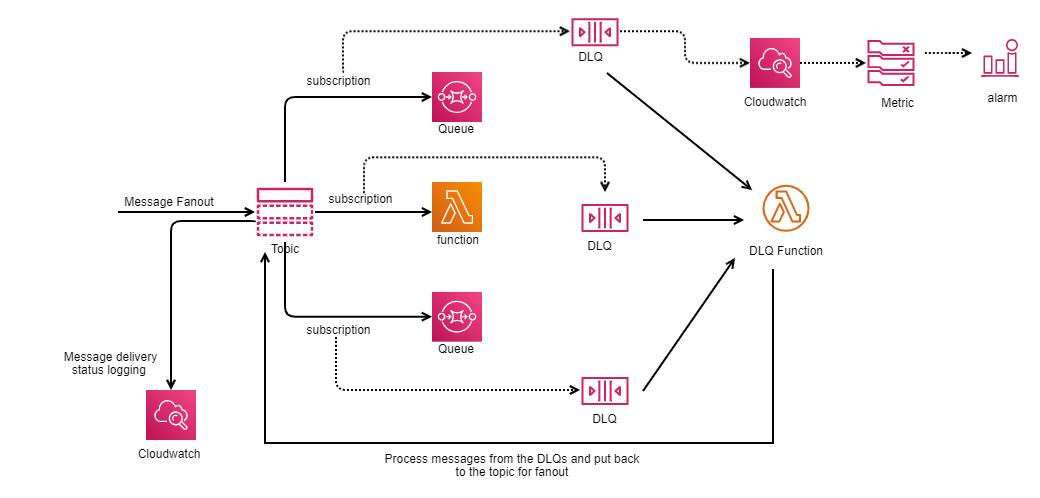 DLQ
subscription
Queue
Cloudwatch
Metric
alarm
Message Fanout
subscription
Topic
function
DLQ
DLQ Function
subscription
Queue
Message delivery
status logging
DLQ
Cloudwatch
Process messages from the DLQs and put back
to the topic for fanout